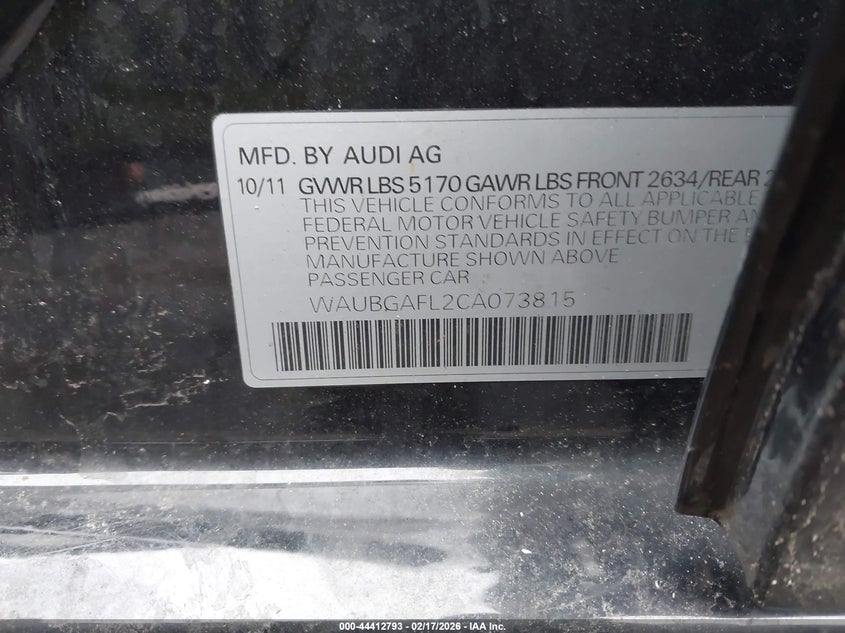 MFD. BY AUDI AG
10/11 GVWR LBS 5170 GAWR LBS FRONT 2634/REAR
THIS VEHICLE CONFORMS TO ALL APPLICABLE
FEDERAL MOTOR VEHICLE SAFETY BUMPER
PREVENTION STANDARDS IN EFFECT ON THE
MANUFACTURE SHOWN ABOVE
PASSENGER CAR
WAUBGAFL2CA073815
000-44412793 - 02/17/2026 - IAA Inc.